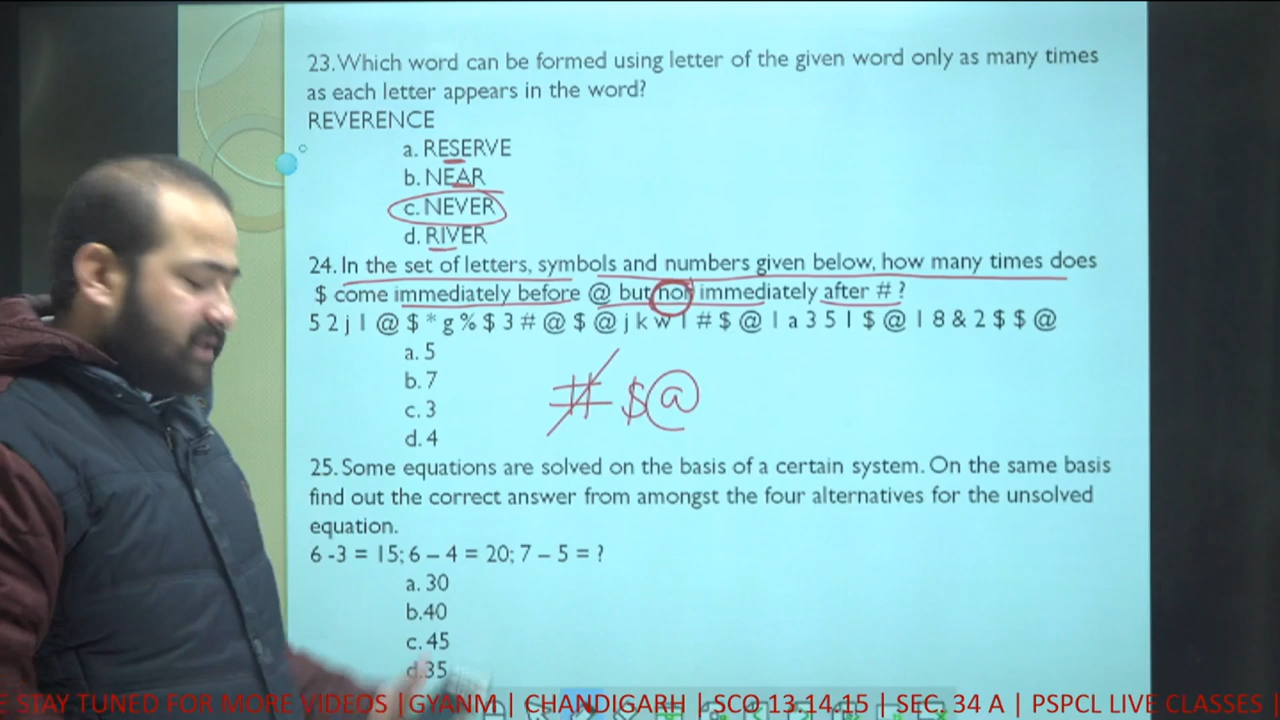 23.Which word can be formed using letter of the given word only as many times
as each letter appears in the word?
REVERENCE
a. RESERVE
b. NEAR
c. NEVER
d. RIVER
24. In the set of letters, symbols and numbers given below, how many times does
$ come immediately before @ but not immediately after # ?
5 2 j 1 @ $ * g % $ 3 # @ $ @ j k w 1 # $ @ 1 a 3 5 1 $ @ 1 8 & 2 $ $ @
a. 5
b. 7
# $ @
c. 3
d. 4
25. Some equations are solved on the basis of a certain system. On the same basis
find out the correct answer from amongst the four alternatives for the unsolved
equation.
6 -3 = 15; 6 – 4 = 20; 7 – 5 = ?
a. 30
b.40
c. 45
d.35
E STAY TUNED FOR MORE VIDEOS | GYANM | CHANDIGARH | SCO 13-14-15 | SEC. 34 A | PSPCL LIVE CLASSES |